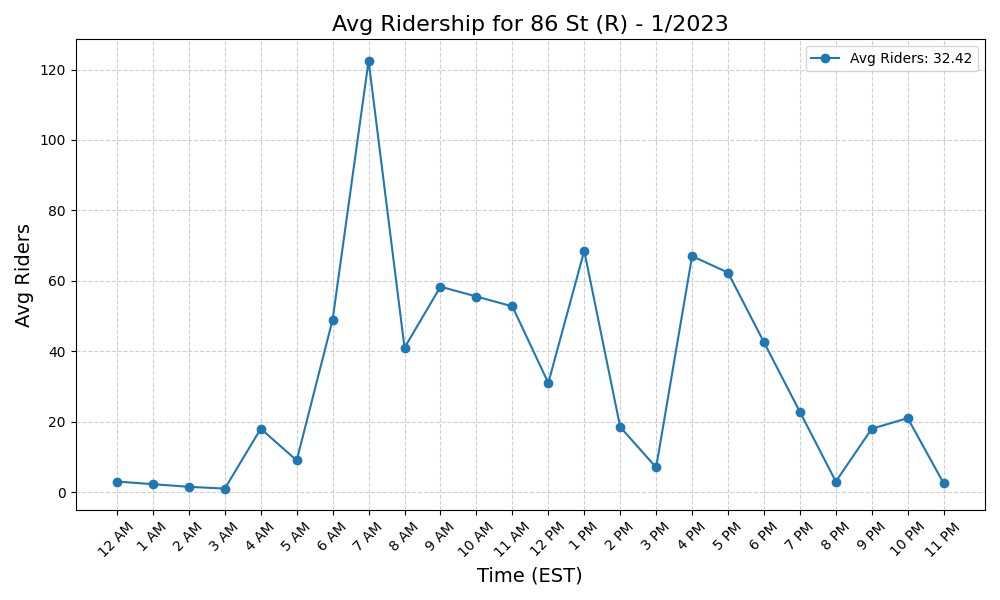 Avg Ridership for 86 St (R) - 1/2023
Avg Riders: 32.42
Avg Riders
120
100
80
60
40
20
0
12 AM
1 AM
2 AM
3 AM
4 AM
5 AM
6 AM
7 AM
8 AM
9 AM
10 AM
11 AM
12 PM
1 PM
2 PM
3 PM
4 PM
5 PM
6 PM
7 PM
8 PM
9 PM
10 PM
11 PM
Time (EST)